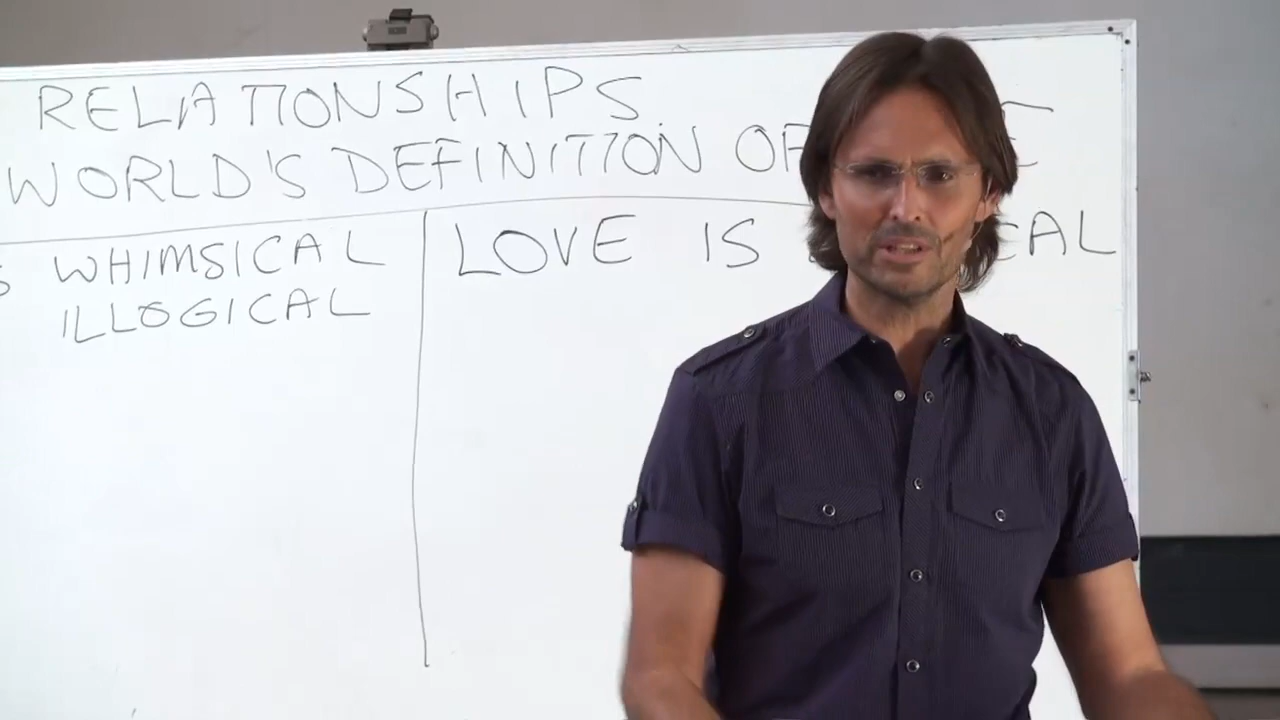 RELATIONSHIPS
WORLD'S DEFINITION OF
WHIMSICAL LOVE IS
ILLOGICAL